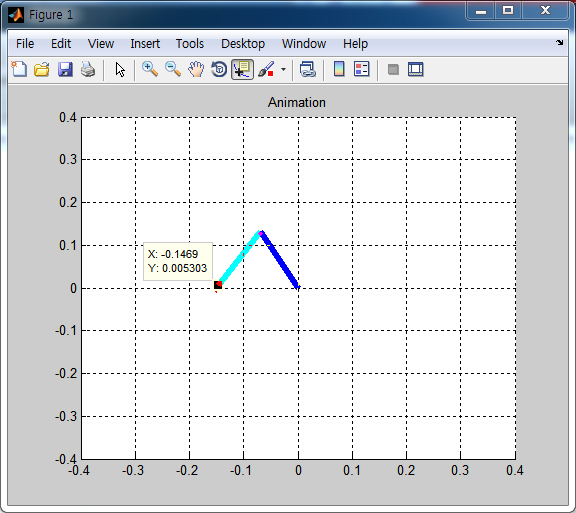 Figure 1
File Edit View Insert Tools Desktop Window Help
Animation
0.4
0.3
0.2
0.1
0
-0.1
-0.2
-0.3
-0.4
X: -0.1469
Y: 0.005303
-0.4 -0.3 -0.2 -0.1 0 0.1 0.2 0.3 0.4